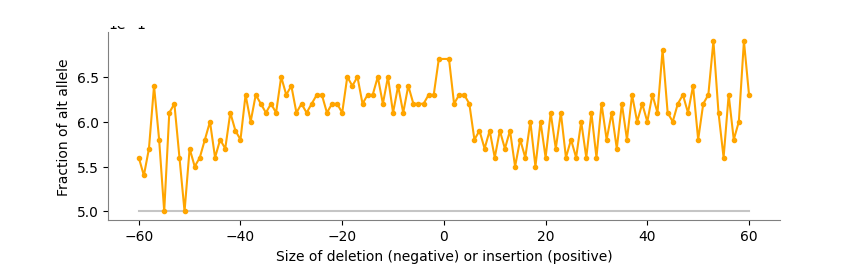 6.5
6.0
5.5
5.0
Fraction of alt allele
−60 −40 −20 0 20 40 60
Size of deletion (negative) or insertion (positive)